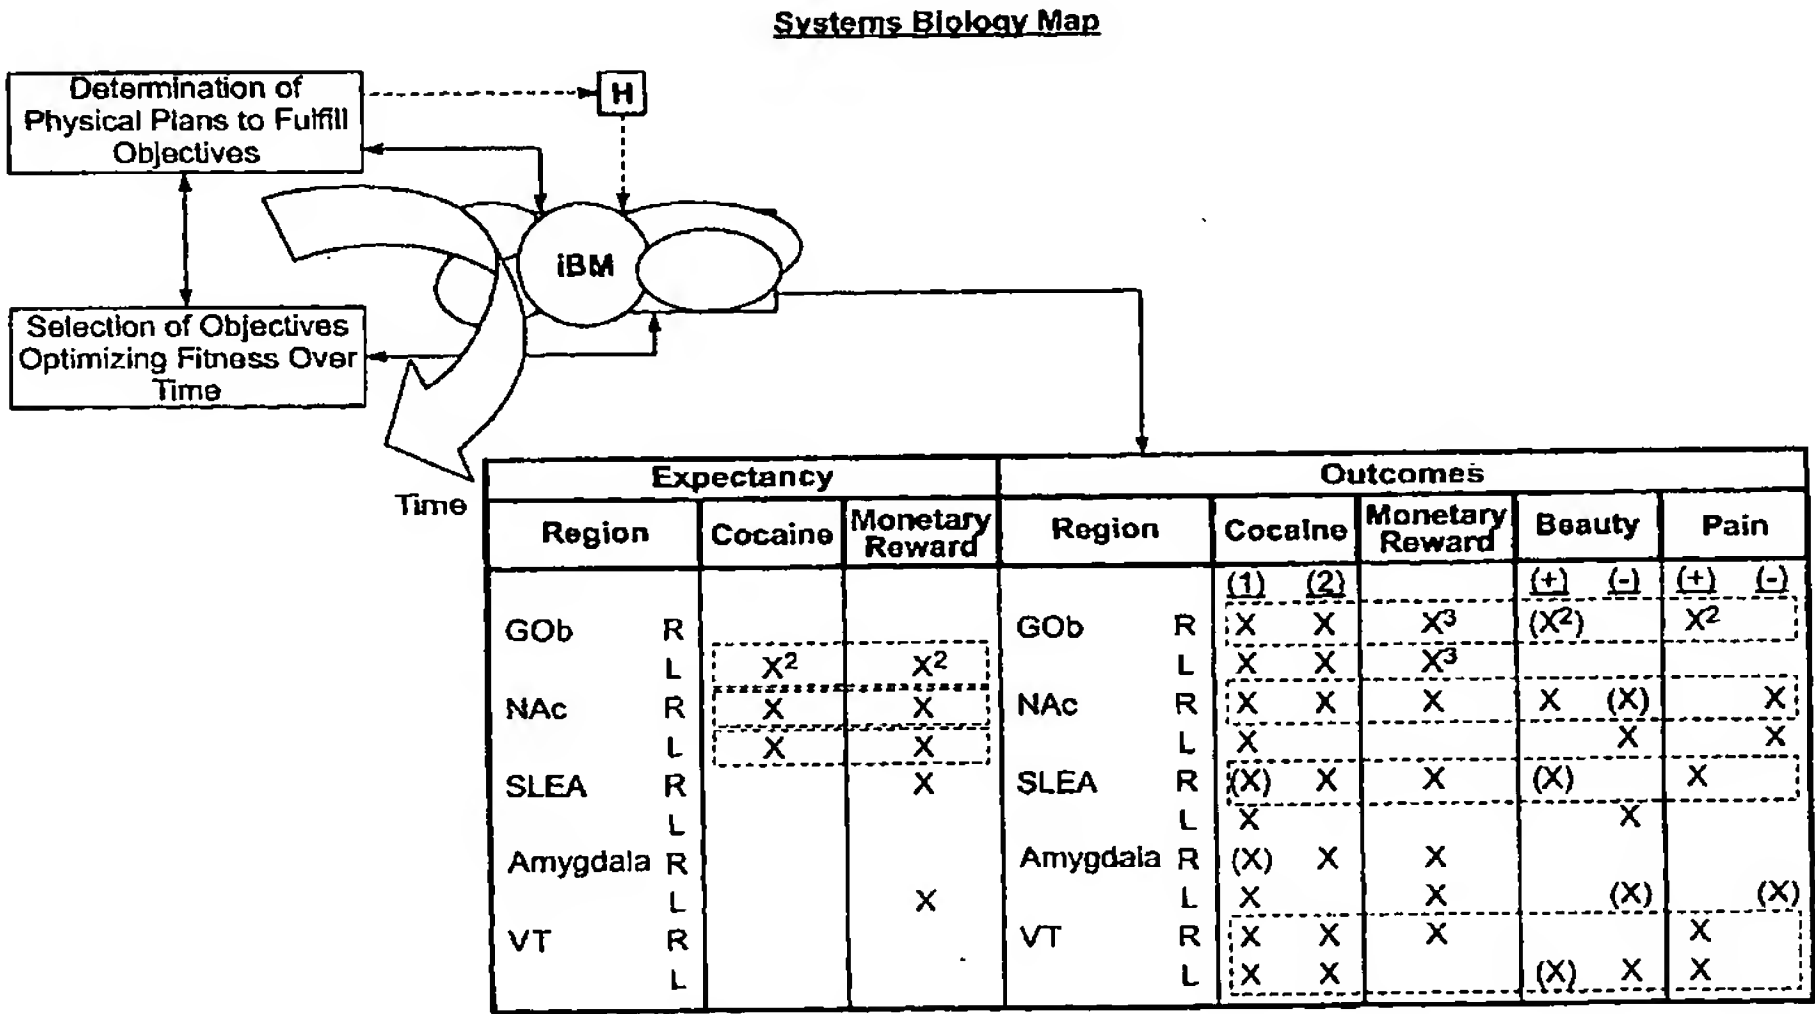 Systems Biology Map
Determination of
Physical Plans to Fulfill
Objectives
H
iBM
Selection of Objectives
Optimizing Fitness Over
Time
Time
Expectancy Outcomes
Region Cocaine Monetary Reward Region Cocaine Monetary Reward Beauty Pain
(1) (2) (+) (-) (+) (-)
GOb R GOb R X X X³ (X²) X²
L X² X² L X X X³
NAc R X X NAc R X X X X (X) X
L X X L X X X
SLEA R X SLEA R (X) X X (X) X
L L X X
Amygdala R Amygdala R (X) X X
L X L X X (X) (X)
VT R VT R X X X X
L L X X (X) X X